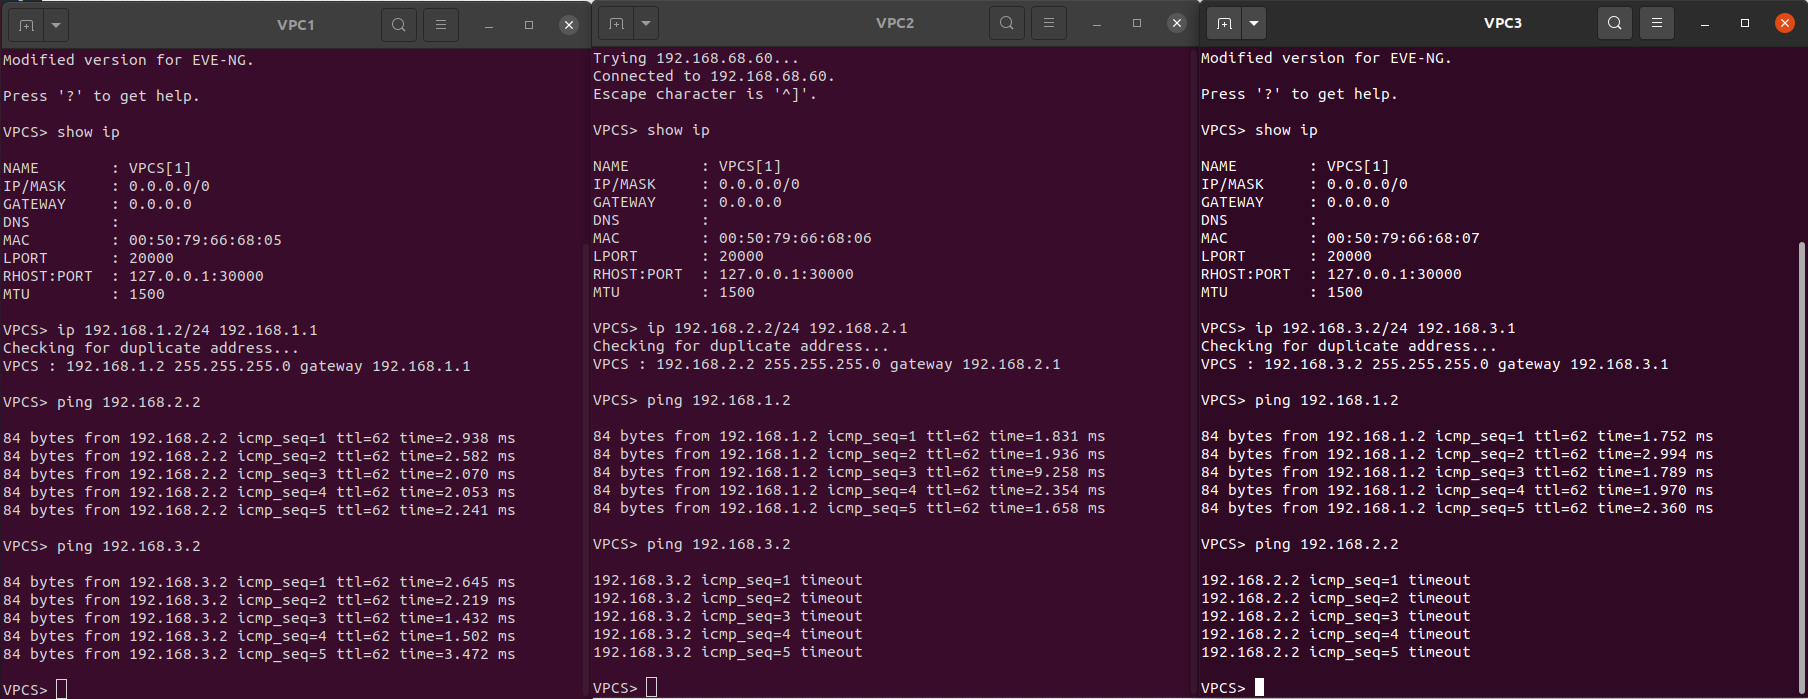 VPC1
Modified version for EVE-NG.
Press '?' to get help.
VPCS> show ip
NAME        : VPCS[1]
IP/MASK     : 0.0.0.0/0
GATEWAY     : 0.0.0.0
DNS         :
MAC         : 00:50:79:66:68:05
LPORT       : 20000
RHOST:PORT  : 127.0.0.1:30000
MTU         : 1500
VPCS> ip 192.168.1.2/24 192.168.1.1
Checking for duplicate address...
VPCS : 192.168.1.2 255.255.255.0 gateway 192.168.1.1
VPCS> ping 192.168.2.2
84 bytes from 192.168.2.2 icmp_seq=1 ttl=62 time=2.938 ms
84 bytes from 192.168.2.2 icmp_seq=2 ttl=62 time=2.582 ms
84 bytes from 192.168.2.2 icmp_seq=3 ttl=62 time=2.070 ms
84 bytes from 192.168.2.2 icmp_seq=4 ttl=62 time=2.053 ms
84 bytes from 192.168.2.2 icmp_seq=5 ttl=62 time=2.241 ms
VPCS> ping 192.168.3.2
84 bytes from 192.168.3.2 icmp_seq=1 ttl=62 time=2.645 ms
84 bytes from 192.168.3.2 icmp_seq=2 ttl=62 time=2.219 ms
84 bytes from 192.168.3.2 icmp_seq=3 ttl=62 time=1.432 ms
84 bytes from 192.168.3.2 icmp_seq=4 ttl=62 time=1.502 ms
84 bytes from 192.168.3.2 icmp_seq=5 ttl=62 time=3.472 ms
VPCS>
VPC2
Trying 192.168.68.60...
Connected to 192.168.68.60.
Escape character is '^]'.
VPCS> show ip
NAME        : VPCS[1]
IP/MASK     : 0.0.0.0/0
GATEWAY     : 0.0.0.0
DNS         :
MAC         : 00:50:79:66:68:06
LPORT       : 20000
RHOST:PORT  : 127.0.0.1:30000
MTU         : 1500
VPCS> ip 192.168.2.2/24 192.168.2.1
Checking for duplicate address...
VPCS : 192.168.2.2 255.255.255.0 gateway 192.168.2.1
VPCS> ping 192.168.1.2
84 bytes from 192.168.1.2 icmp_seq=1 ttl=62 time=1.831 ms
84 bytes from 192.168.1.2 icmp_seq=2 ttl=62 time=1.936 ms
84 bytes from 192.168.1.2 icmp_seq=3 ttl=62 time=9.258 ms
84 bytes from 192.168.1.2 icmp_seq=4 ttl=62 time=2.354 ms
84 bytes from 192.168.1.2 icmp_seq=5 ttl=62 time=1.658 ms
VPCS> ping 192.168.3.2
192.168.3.2 icmp_seq=1 timeout
192.168.3.2 icmp_seq=2 timeout
192.168.3.2 icmp_seq=3 timeout
192.168.3.2 icmp_seq=4 timeout
192.168.3.2 icmp_seq=5 timeout
VPCS>
VPC3
Modified version for EVE-NG.
Press '?' to get help.
VPCS> show ip
NAME        : VPCS[1]
IP/MASK     : 0.0.0.0/0
GATEWAY     : 0.0.0.0
DNS         :
MAC         : 00:50:79:66:68:07
LPORT       : 20000
RHOST:PORT  : 127.0.0.1:30000
MTU         : 1500
VPCS> ip 192.168.3.2/24 192.168.3.1
Checking for duplicate address...
VPCS : 192.168.3.2 255.255.255.0 gateway 192.168.3.1
VPCS> ping 192.168.1.2
84 bytes from 192.168.1.2 icmp_seq=1 ttl=62 time=1.752 ms
84 bytes from 192.168.1.2 icmp_seq=2 ttl=62 time=2.994 ms
84 bytes from 192.168.1.2 icmp_seq=3 ttl=62 time=1.789 ms
84 bytes from 192.168.1.2 icmp_seq=4 ttl=62 time=1.970 ms
84 bytes from 192.168.1.2 icmp_seq=5 ttl=62 time=2.360 ms
VPCS> ping 192.168.2.2
192.168.2.2 icmp_seq=1 timeout
192.168.2.2 icmp_seq=2 timeout
192.168.2.2 icmp_seq=3 timeout
192.168.2.2 icmp_seq=4 timeout
192.168.2.2 icmp_seq=5 timeout
VPCS>